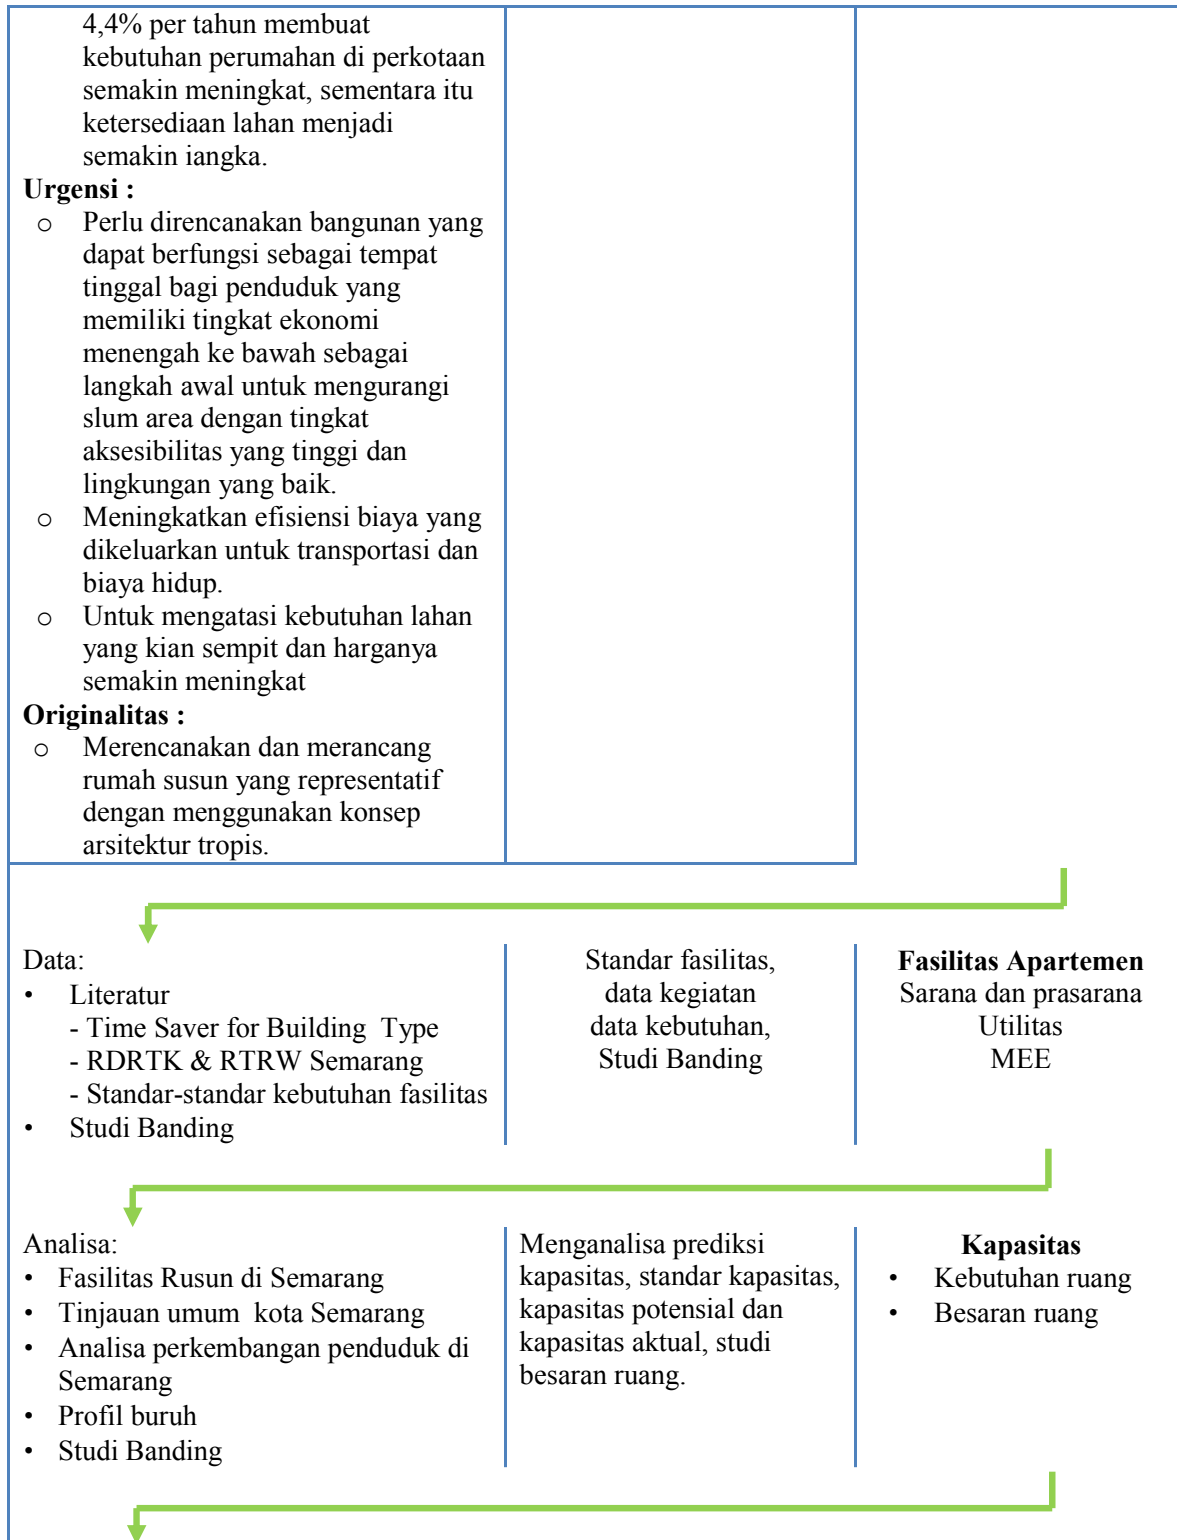 4,4% per tahun membuat
kebutuhan perumahan di perkotaan
semakin meningkat, sementara itu
ketersediaan lahan menjadi
semakin iangka.
Urgensi :
o Perlu direncanakan bangunan yang
dapat berfungsi sebagai tempat
tinggal bagi penduduk yang
memiliki tingkat ekonomi
menengah ke bawah sebagai
langkah awal untuk mengurangi
slum area dengan tingkat
aksesibilitas yang tinggi dan
lingkungan yang baik.
o Meningkatkan efisiensi biaya yang
dikeluarkan untuk transportasi dan
biaya hidup.
o Untuk mengatasi kebutuhan lahan
yang kian sempit dan harganya
semakin meningkat
Originalitas :
o Merencanakan dan merancang
rumah susun yang representatif
dengan menggunakan konsep
arsitektur tropis.
Data:
• Literatur
- Time Saver for Building Type
- RDRTK & RTRW Semarang
- Standar-standar kebutuhan fasilitas
• Studi Banding
Standar fasilitas,
data kegiatan
data kebutuhan,
Studi Banding
Fasilitas Apartemen
Sarana dan prasarana
Utilitas
MEE
Analisa:
• Fasilitas Rusun di Semarang
• Tinjauan umum kota Semarang
• Analisa perkembangan penduduk di
Semarang
• Profil buruh
• Studi Banding
Menganalisa prediksi
kapasitas, standar kapasitas,
kapasitas potensial dan
kapasitas aktual, studi
besaran ruang.
Kapasitas
• Kebutuhan ruang
• Besaran ruang